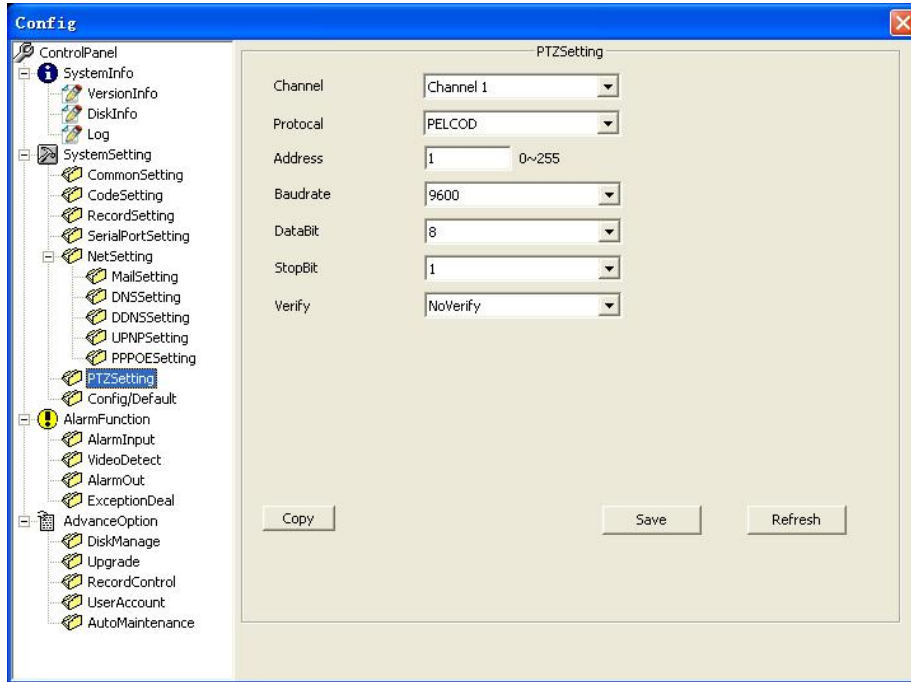 Config
ControlPanel
SystemInfo
VersionInfo
DiskInfo
Log
SystemSetting
CommonSetting
CodeSetting
RecordSetting
SerialPortSetting
NetSetting
MailSetting
DNSSetting
DDNSSetting
UPNPSetting
PPPOESetting
PTZSetting
Config/Default
AlarmFunction
AlarmInput
VideoDetect
AlarmOut
ExceptionDeal
AdvanceOption
DiskManage
Upgrade
RecordControl
UserAccount
AutoMaintenance
PTZSetting
Channel Channel 1
Protocal PELCOD
Address 1 0~255
Baudrate 9600
DataBit 8
StopBit 1
Verify NoVerify
Copy Save Refresh